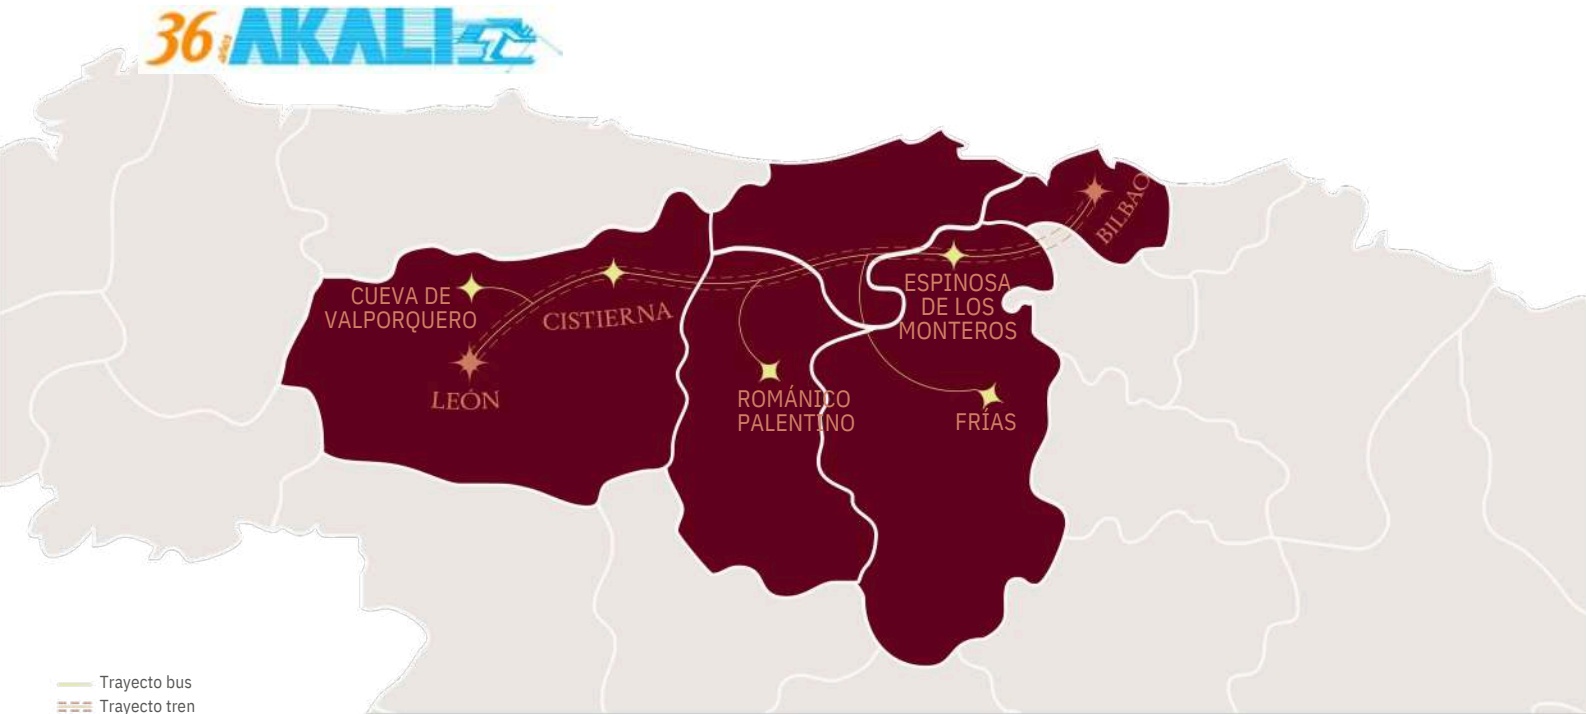 36 años AKALI
BILBAO
CUEVA DE
VALPORQUERO
CISTIERNA
LEÓN
ESPINOSA
DE LOS
MONTEROS
ROMÁNICO
PALENTINO
FRÍAS
Trayecto bus
Trayecto tren